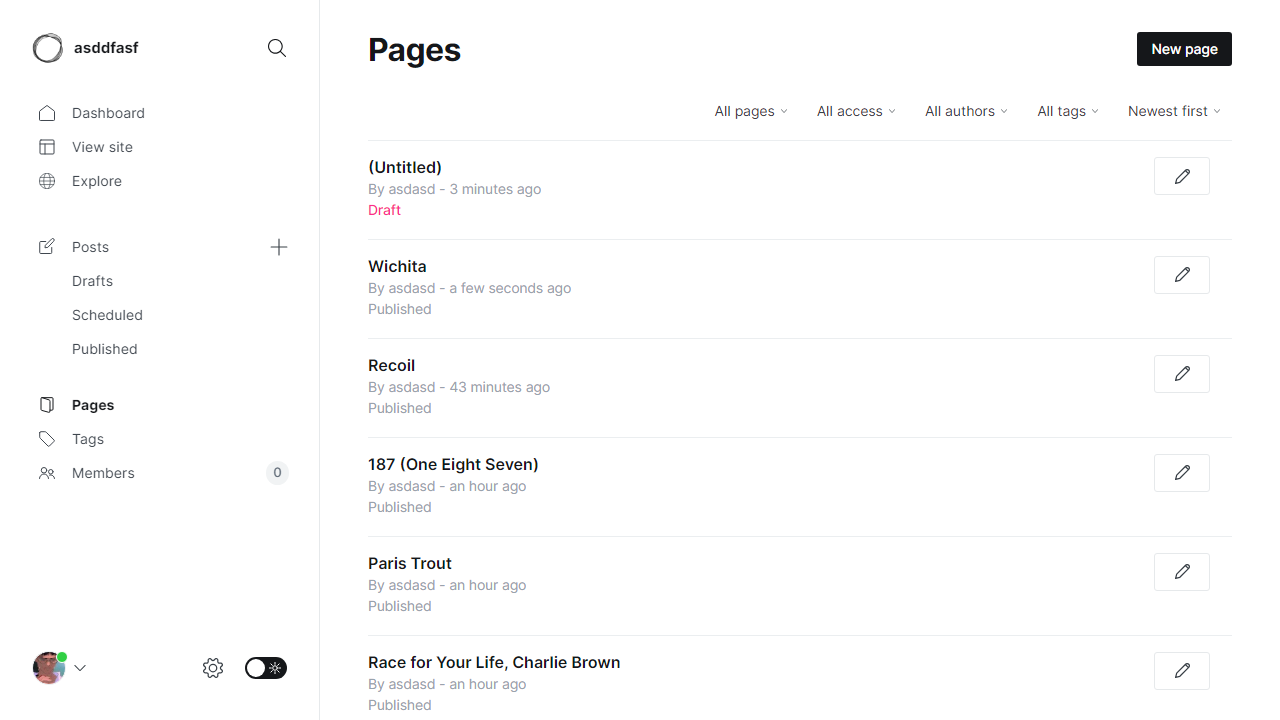 asddfasf
Dashboard
View site
Explore
Posts
Drafts
Scheduled
Published
Pages
Tags
Members 0
Pages
New page
All pages All access All authors All tags Newest first
(Untitled)
By asdasd - 3 minutes ago
Draft
Wichita
By asdasd - a few seconds ago
Published
Recoil
By asdasd - 43 minutes ago
Published
187 (One Eight Seven)
By asdasd - an hour ago
Published
Paris Trout
By asdasd - an hour ago
Published
Race for Your Life, Charlie Brown
By asdasd - an hour ago
Published